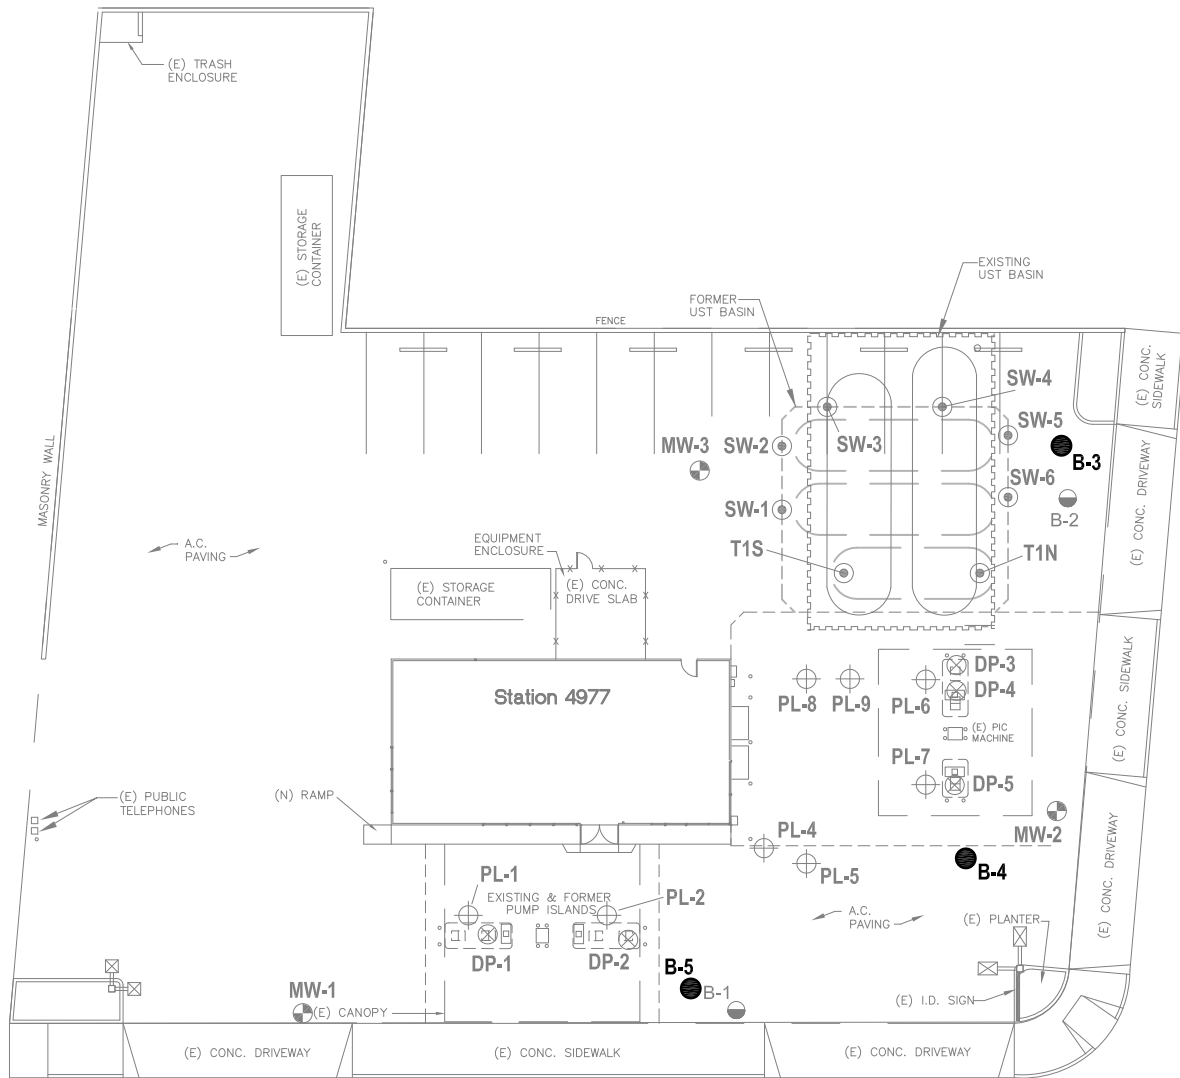 (E) TRASH
ENCLOSURE
(E) STORAGE
CONTAINER
EXISTING
UST BASIN
FORMER
UST BASIN
FENCE
(E) CONC.
SIDEWALK
SW-4
SW-5
SW-3
SW-2
MW-3
B-3
SW-6
B-2
SW-1
MASONRY WALL
(E) CONC. DRIVEWAY
A.C.
PAVING
EQUIPMENT
ENCLOSURE
T1S
T1N
(E) STORAGE
CONTAINER
(E) CONC.
DRIVE SLAB
Station 4977
DP-3
DP-4
PL-8
PL-9
PL-6
(E) PIC
MACHINE
PL-7
DP-5
(E) CONC. SIDEWALK
(E) PUBLIC
TELEPHONES
(N) RAMP
MW-2
PL-4
PL-5
B-4
PL-1
EXISTING & FORMER
PUMP ISLANDS
PL-2
A.C.
PAVING
(E) PLANTER
(E) CONC. DRIVEWAY
DP-1
DP-2
B-5
B-1
MW-1
(E) CANOPY
(E) I.D. SIGN
(E) CONC. DRIVEWAY
(E) CONC. SIDEWALK
(E) CONC. DRIVEWAY